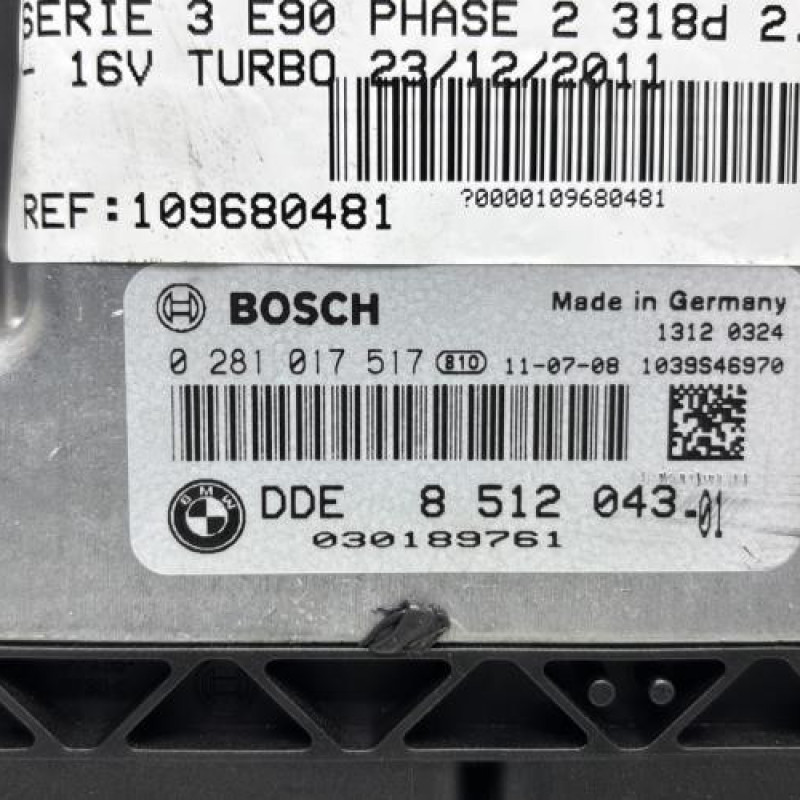 SERIE 3 E90 PHASE 2 318d 2.
- 16V TURBO 23/12/2011
REF:109680481
?0000109680481
BOSCH
Made in Germany
1312 0324
0 281 017 517 810 11-07-08 1039S46970
BMW
DDE 8 512 043-01
030189761